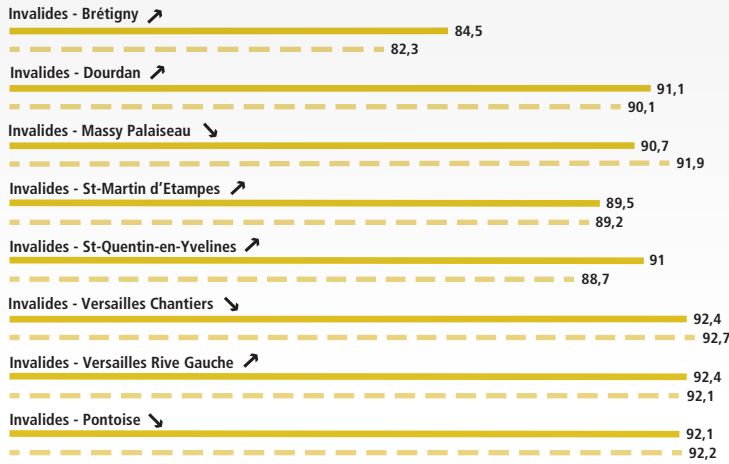 Invalides - Brétigny ↗
84,5
82,3
Invalides - Dourdan ↗
91,1
90,1
Invalides - Massy Palaiseau ↘
90,7
91,9
Invalides - St-Martin d'Etampes ↗
89,5
89,2
Invalides - St-Quentin-en-Yvelines ↗
91
88,7
Invalides - Versailles Chantiers ↘
92,4
92,7
Invalides - Versailles Rive Gauche ↗
92,4
92,1
Invalides - Pontoise ↘
92,1
92,2